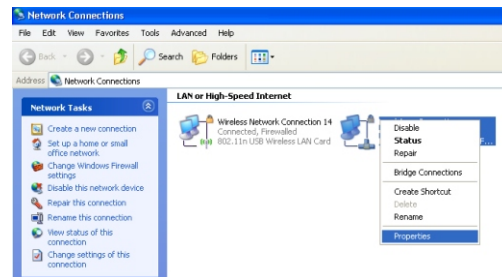 Network Connections
File Edit View Favorites Tools Advanced Help
Back Search Folders
Address Network Connections
Network Tasks
Create a new connection
Set up a home or small
office network
Change Windows Firewall
settings
Disable this network device
Repair this connection
Rename this connection
View status of this
connection
Change settings of this
connection
LAN or High-Speed Internet
Wireless Network Connection 14
Connected, Firewalled
802.11n USB Wireless LAN Card
Disable
Status
Repair
Bridge Connections
Create Shortcut
Delete
Rename
Properties